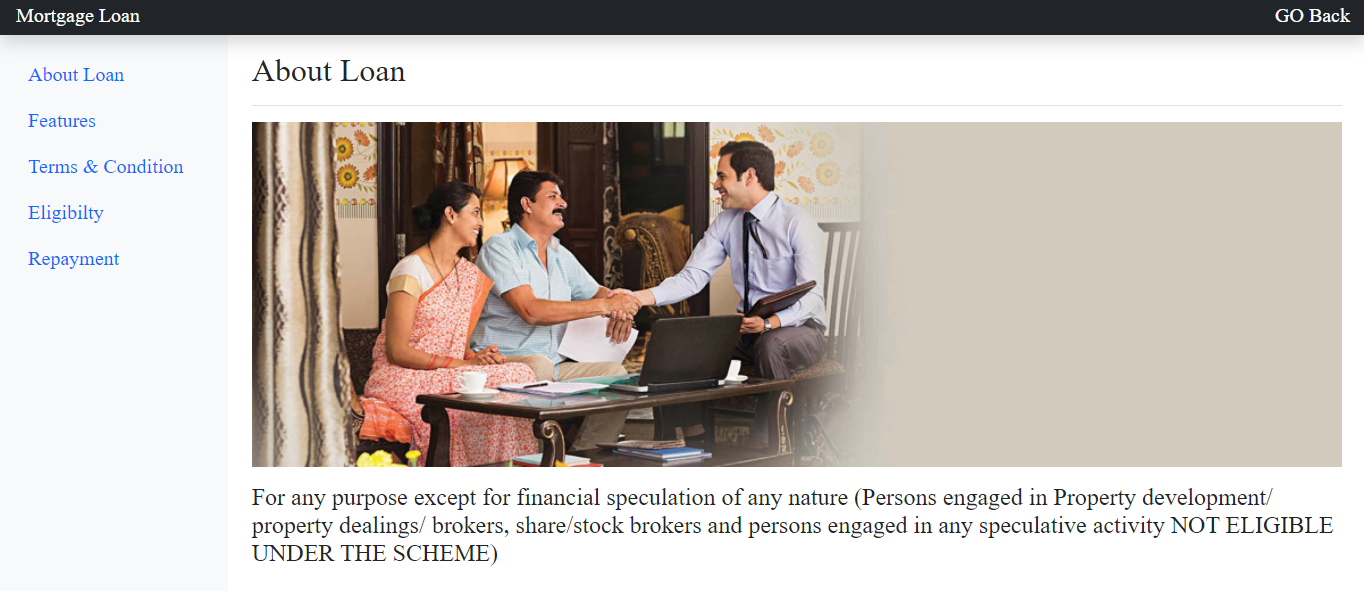 Mortgage Loan
GO Back
About Loan
Features
Terms & Condition
Eligibilty
Repayment
About Loan
For any purpose except for financial speculation of any nature (Persons engaged in Property development/
property dealings/ brokers, share/stock brokers and persons engaged in any speculative activity NOT ELIGIBLE
UNDER THE SCHEME)